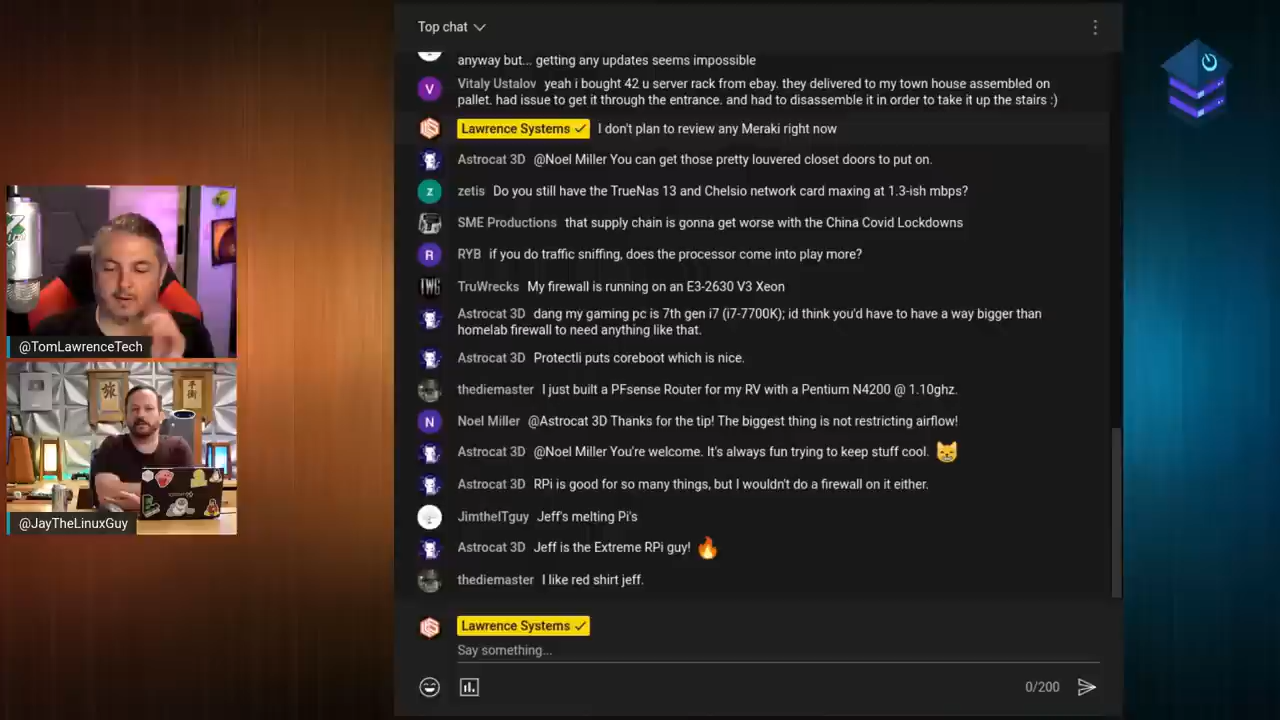 Top chat
anyway but... getting any updates seems impossible
V
Vitaly Ustalov yeah i bought 42 u server rack from ebay. they delivered to my town house assembled on
pallet. had issue to get it through the entrance. and had to disassemble it in order to take it up the stairs :)
Lawrence Systems I don't plan to review any Meraki right now
Astrocat 3D @Noel Miller You can get those pretty louvered closet doors to put on.
z
zetis Do you still have the TrueNas 13 and Chelsio network card maxing at 1.3-ish mbps?
SME Productions that supply chain is gonna get worse with the China Covid Lockdowns
R
RYB if you do traffic sniffing, does the processor come into play more?
TWG
TruWrecks My firewall is running on an E3-2630 V3 Xeon
Astrocat 3D dang my gaming pc is 7th gen i7 (i7-7700K); id think you'd have to have a way bigger than
homelab firewall to need anything like that.
Astrocat 3D Protectli puts coreboot which is nice.
thediemaster I just built a PFsense Router for my RV with a Pentium N4200 @ 1.10ghz.
N
Noel Miller @Astrocat 3D Thanks for the tip! The biggest thing is not restricting airflow!
Astrocat 3D @Noel Miller You're welcome. It's always fun trying to keep stuff cool. 😸
Astrocat 3D RPi is good for so many things, but I wouldn't do a firewall on it either.
JimtheITguy Jeff's melting Pi's
Astrocat 3D Jeff is the Extreme RPi guy! 🔥
thediemaster I like red shirt jeff.
Lawrence Systems
Say something...
0/200
@TomLawrenceTech
旅
@JayTheLinuxGuy